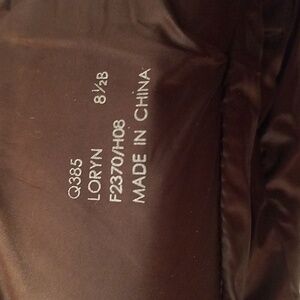 Q385
LORYN 8½B
F2370/H08
MADE IN CHINA